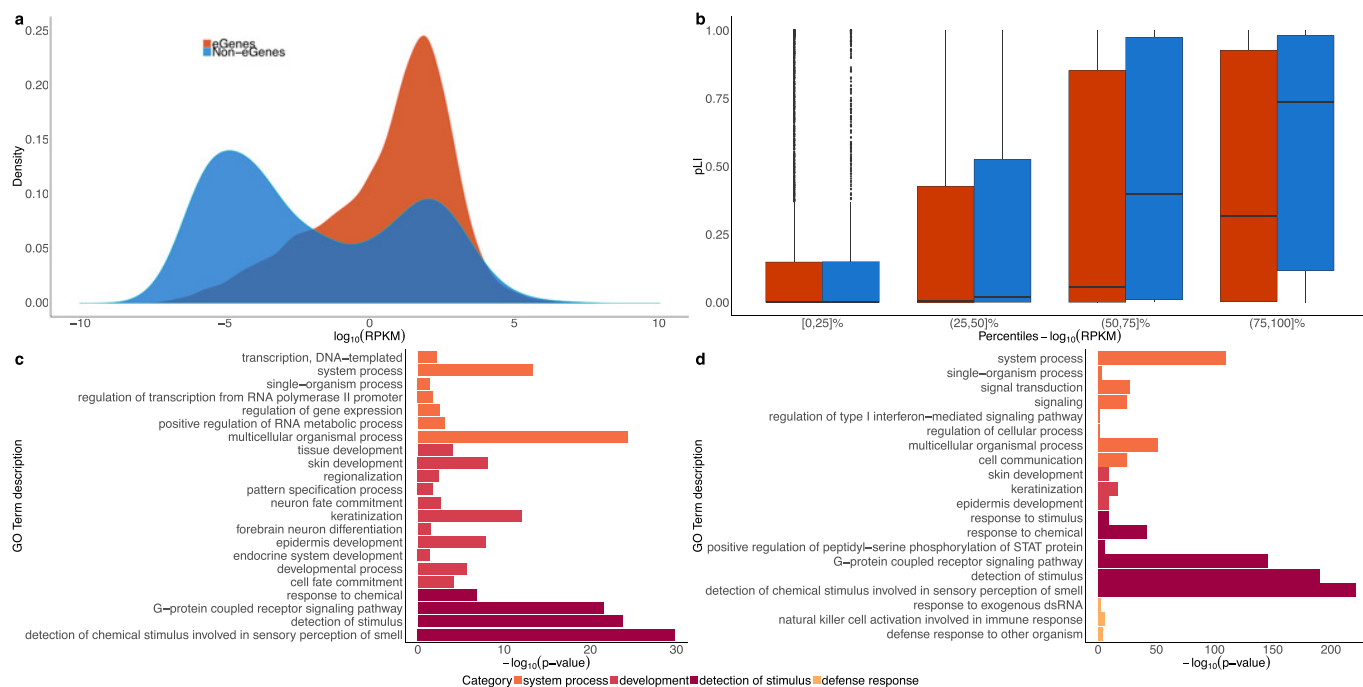 a
0.25
0.20
0.15
0.10
0.05
0.00
Density
eGenes
Non−eGenes
−10
−5
0
5
10
log10(RPKM)
b
1.00
0.75
0.50
0.25
0.00
pLI
[0,25]%
(25,50]%
(50,75]%
(75,100]%
Percentiles − log10(RPKM)
c
GO Term description
transcription, DNA−templated
system process
single−organism process
regulation of transcription from RNA polymerase II promoter
regulation of gene expression
positive regulation of RNA metabolic process
multicellular organismal process
tissue development
skin development
regionalization
pattern specification process
neuron fate commitment
keratinization
forebrain neuron differentiation
epidermis development
endocrine system development
developmental process
cell fate commitment
response to chemical
G−protein coupled receptor signaling pathway
detection of stimulus
detection of chemical stimulus involved in sensory perception of smell
0
10
20
30
−log10(p−value)
d
GO Term description
system process
single−organism process
signal transduction
signaling
regulation of type I interferon−mediated signaling pathway
regulation of cellular process
multicellular organismal process
cell communication
skin development
keratinization
epidermis development
response to stimulus
response to chemical
positive regulation of peptidyl−serine phosphorylation of STAT protein
G−protein coupled receptor signaling pathway
detection of stimulus
detection of chemical stimulus involved in sensory perception of smell
response to exogenous dsRNA
natural killer cell activation involved in immune response
defense response to other organism
0
50
100
150
200
−log10(p−value)
Category system process development detection of stimulus defense response